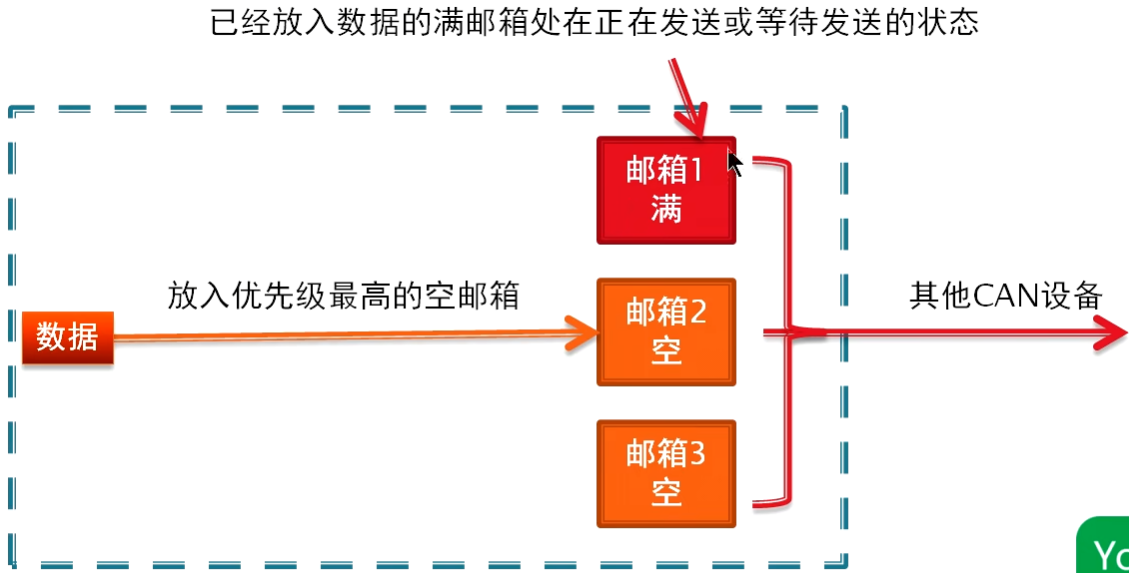 已经放入数据的满邮箱处在正在发送或等待发送的状态
邮箱1
满
放入优先级最高的空邮箱
数据
邮箱2
空
其他CAN设备
邮箱3
空